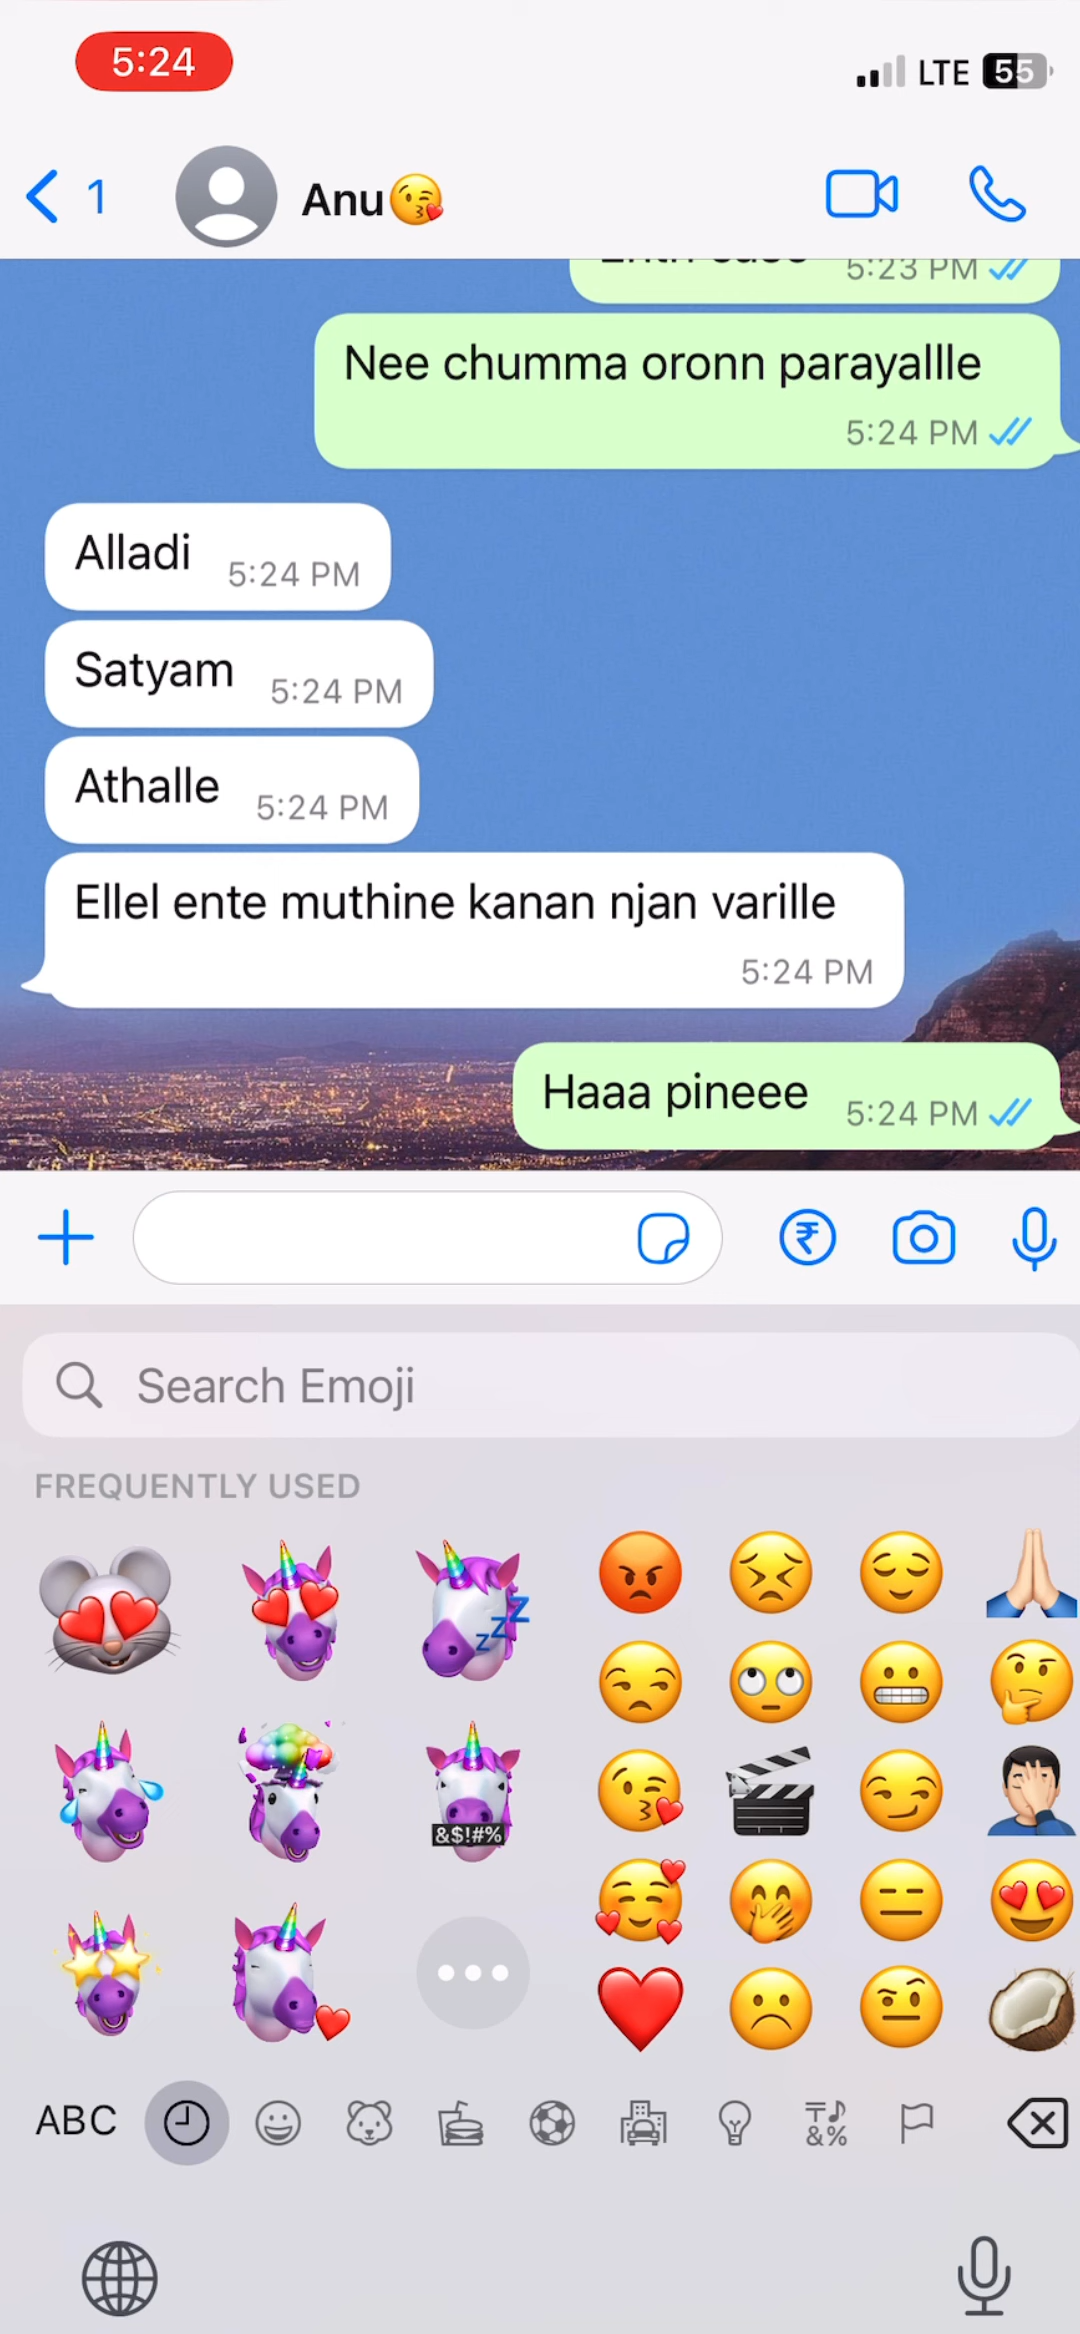 5:24
LTE 55
1 Anu😘
5:23 PM
Nee chumma oronn parayallle
5:24 PM
Alladi 5:24 PM
Satyam 5:24 PM
Athalle 5:24 PM
Ellel ente muthine kanan njan varille
5:24 PM
Haaa pineee 5:24 PM
₹
Search Emoji
FREQUENTLY USED
zzz
&$!#%
ABC
&%